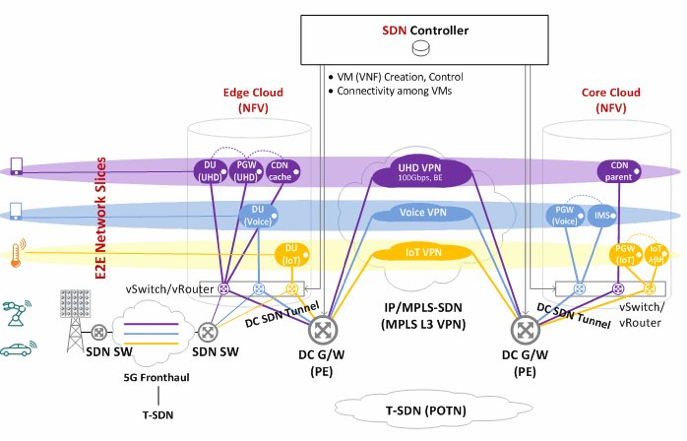 SDN Controller
• VM (VNF) Creation, Control
• Connectivity among VMs
Edge Cloud
(NFV)
Core Cloud
(NFV)
E2E Network Slices
DU
(UHD)
PGW
(UHD)
CDN
cache
UHD VPN
100Gbps, BE
CDN
parent
DU
(Voice)
Voice VPN
PGW
(Voice)
IMS
DU
(IoT)
IoT VPN
PGW
(IoT)
IoT
vSwitch/vRouter
DC SDN Tunnel
IP/MPLS-SDN
(MPLS L3 VPN)
DC SDN Tunnel
vSwitch/
vRouter
SDN SW
SDN SW
DC G/W
(PE)
DC G/W
(PE)
5G Fronthaul
T-SDN
T-SDN (POTN)